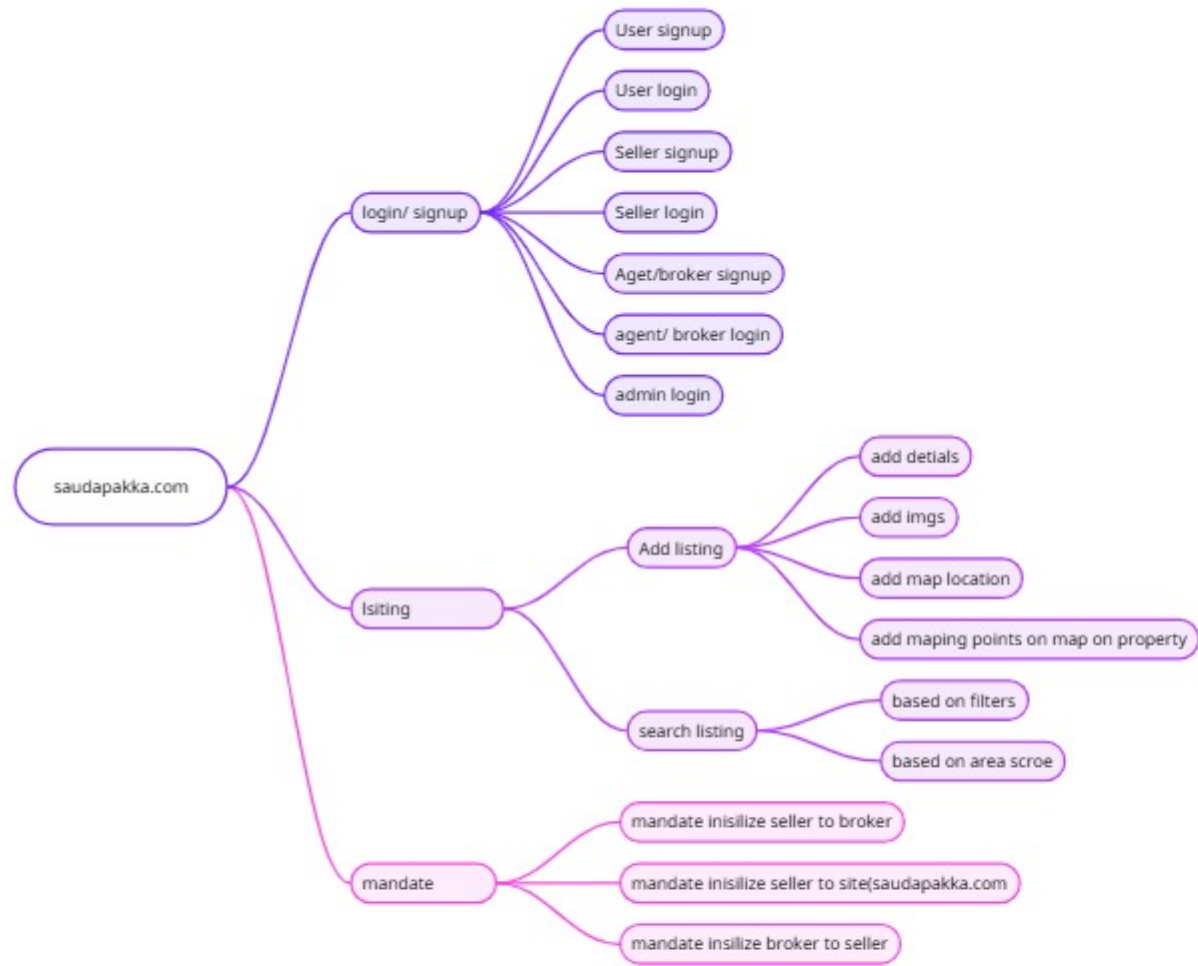 User signup
User login
Seller signup
login/ signup
Seller login
Aget/broker signup
agent/ broker login
admin login
saudapakka.com
add detials
add imgs
Add listing
add map location
add maping points on map on property
lsiting
search listing
based on filters
based on area scroe
mandate inisilize seller to broker
mandate
mandate inisilize seller to site(saudapakka.com
mandate insilize broker to seller